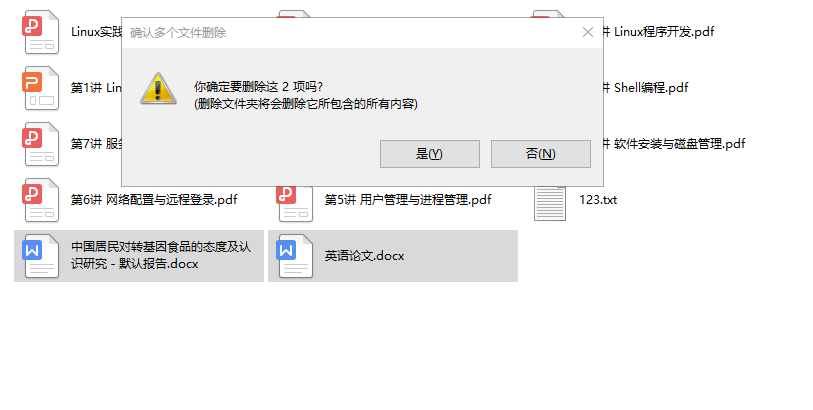 Linux实践
确认多个文件删除
讲 Linux程序开发.pdf
你确定要删除这 2 项吗?
(删除文件夹将会删除它所包含的所有内容)
是(Y)
否(N)
第1讲 Lin
讲 Shell编程.pdf
第7讲 服务
讲 软件安装与磁盘管理.pdf
第6讲 网络配置与远程登录.pdf
第5讲 用户管理与进程管理.pdf
123.txt
中国居民对转基因食品的态度及认
识研究 - 默认报告.docx
英语论文.docx